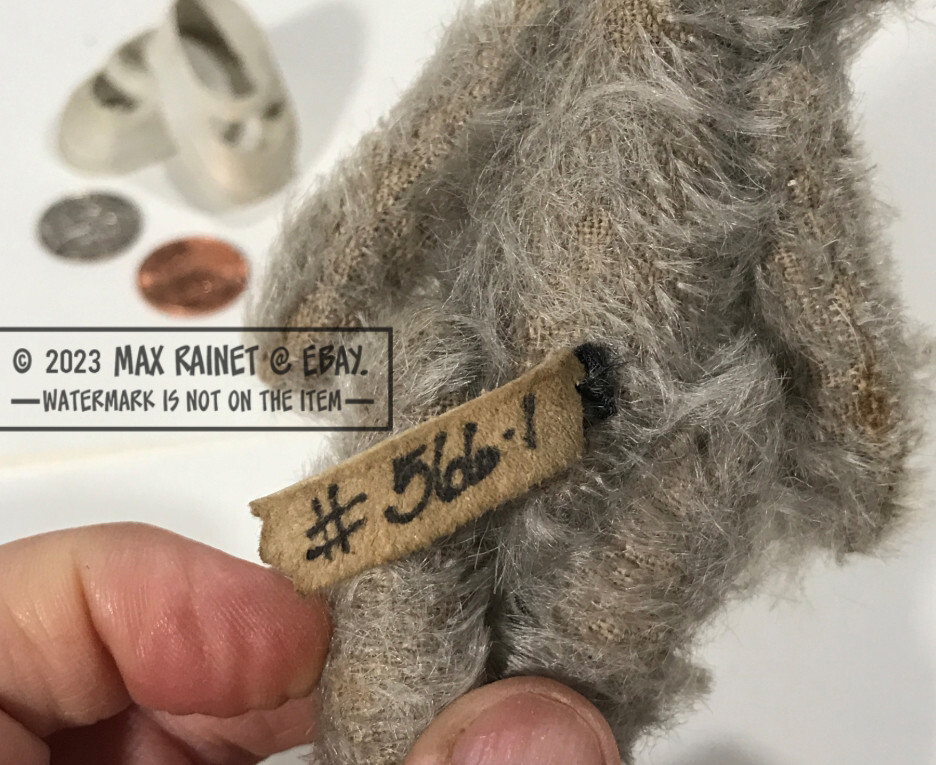 © 2023 MAX RAINET @ EBAY.
—WATERMARK IS NOT ON THE ITEM—
# 566.1